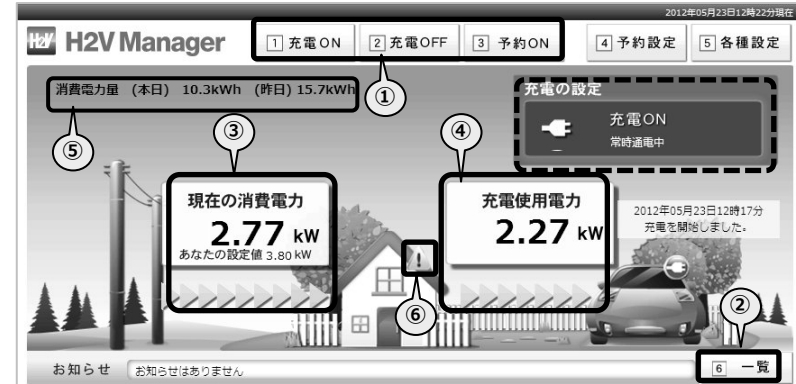 2012年05月23日12時22分現在
H2V H2V Manager 1 充電ON 2 充電OFF 3 予約ON 4 予約設定 5 各種設定
消費電力量 (本日) 10.3kWh (昨日) 15.7kWh
①
充電の設定
充電ON
常時通電中
⑤
③
④
現在の消費電力
2.77 kW
あなたの設定値 3.80 kW
充電使用電力
2.27 kW
2012年05月23日12時17分
充電を開始しました。
!
⑥
②
お知らせ お知らせはありません 6 一覧